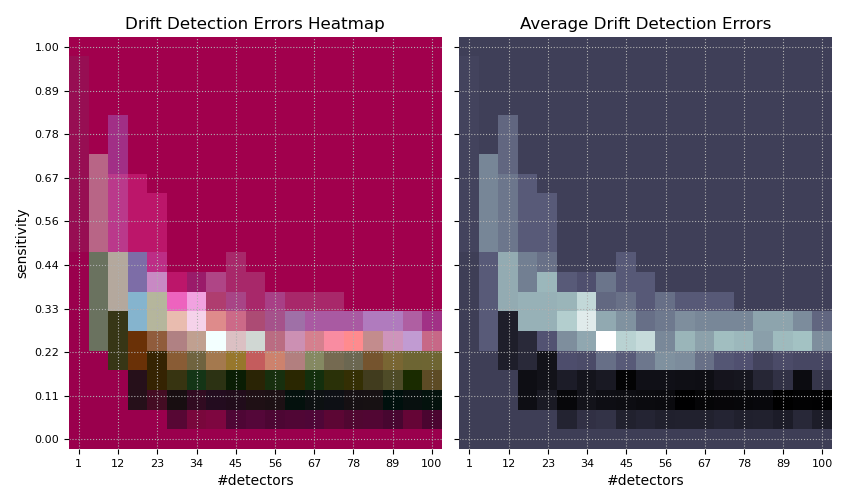 Drift Detection Errors Heatmap
Average Drift Detection Errors
sensitivity
1.00
0.89
0.78
0.67
0.56
0.44
0.33
0.22
0.11
0.00
1 12 23 34 45 56 67 78 89 100
1 12 23 34 45 56 67 78 89 100
#detectors
#detectors